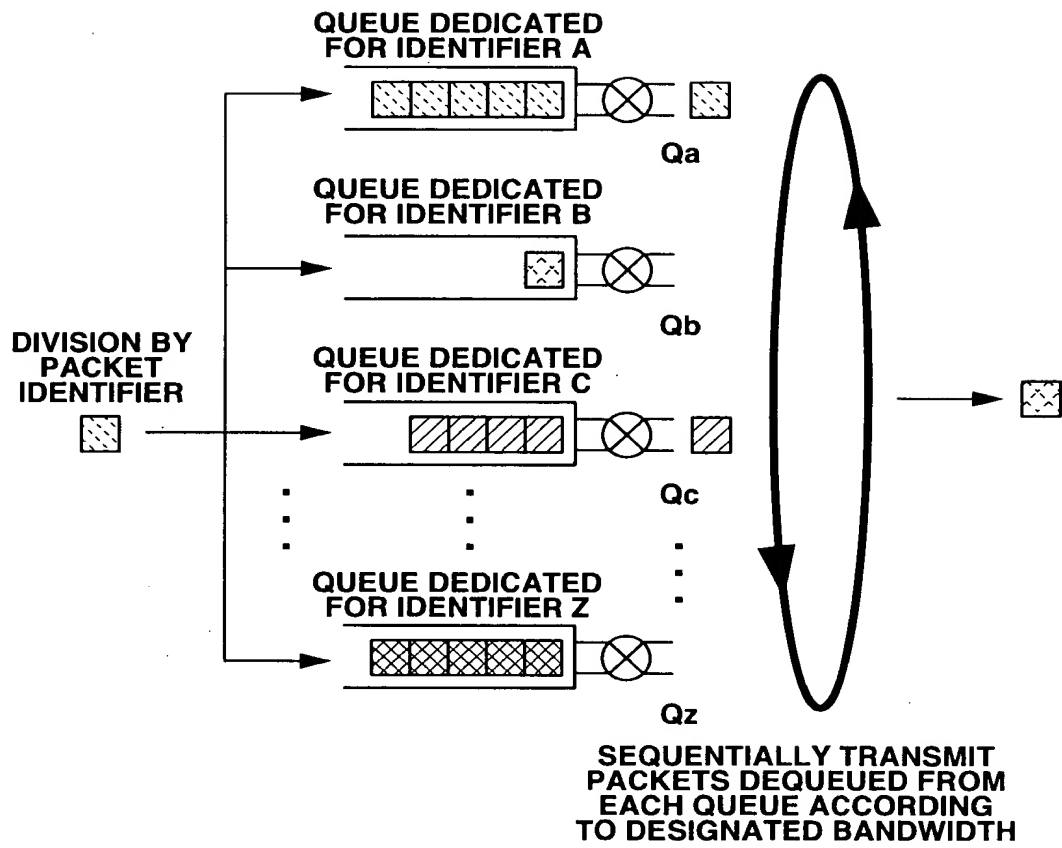 QUEUE DEDICATED
FOR IDENTIFIER A
Qa
QUEUE DEDICATED
FOR IDENTIFIER B
Qb
DIVISION BY
PACKET
IDENTIFIER
QUEUE DEDICATED
FOR IDENTIFIER C
Qc
QUEUE DEDICATED
FOR IDENTIFIER Z
Qz
SEQUENTIALLY TRANSMIT
PACKETS DEQUEUED FROM
EACH QUEUE ACCORDING
TO DESIGNATED BANDWIDTH